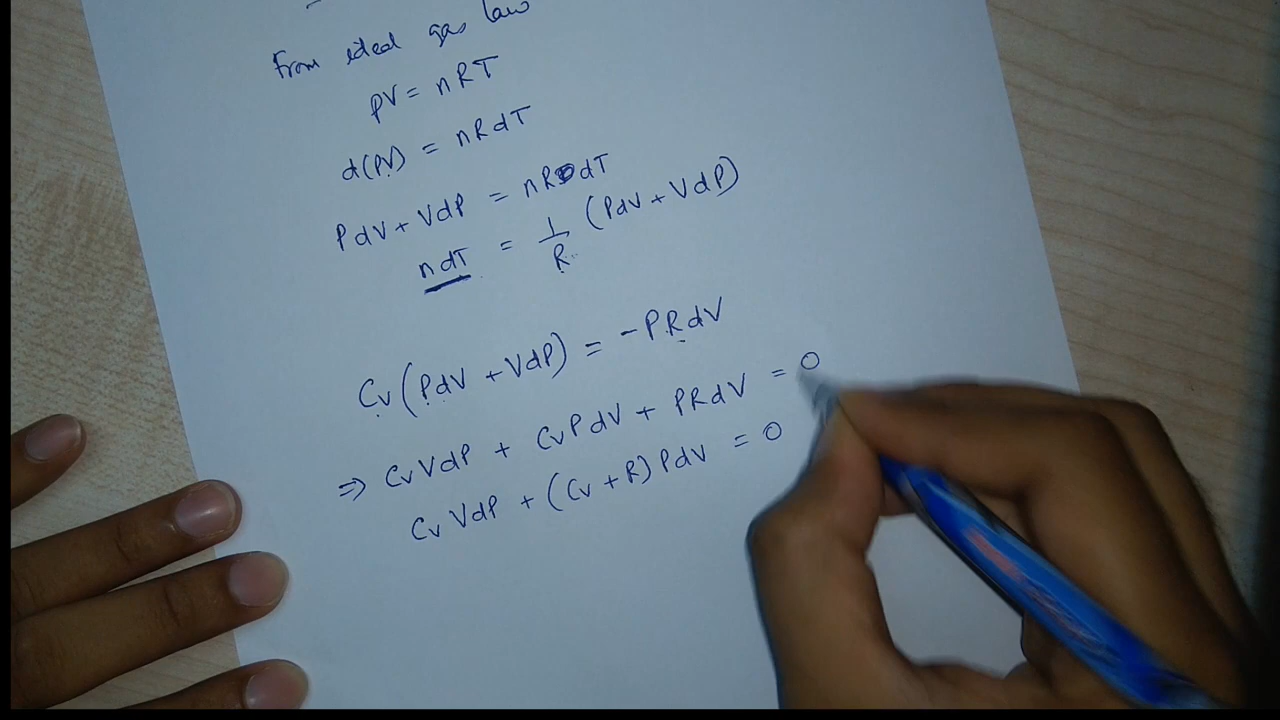 From ideal gas law
PV = nRT
d(PV) = nRdT
PdV + VdP = nRdT
ndT = 1/R (PdV + VdP)
Cv(PdV + VdP) = -PRdV
⇒ CvVdP + CvPdV + PRdV = 0
CvVdP + (Cv + R)PdV = 0